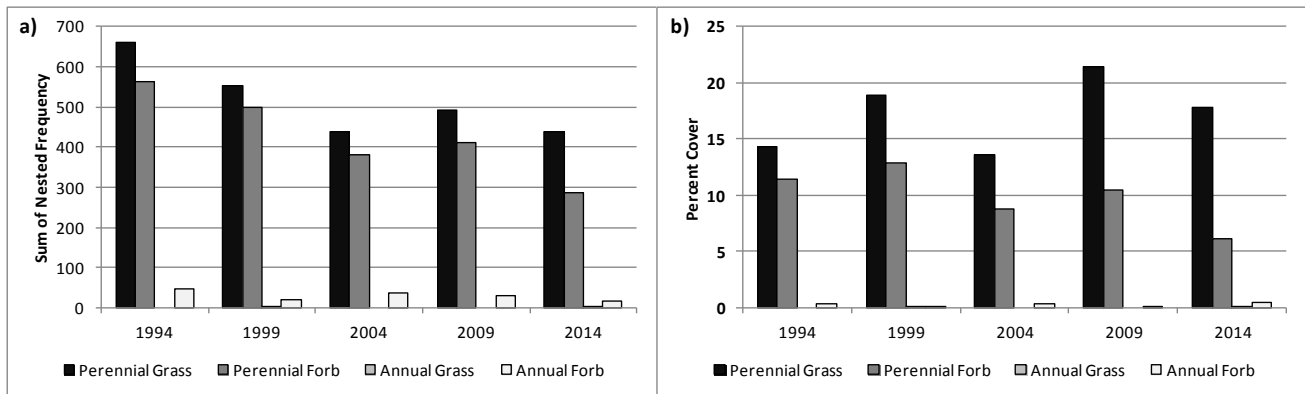 a)
Sum of Nested Frequency
700
600
500
400
300
200
100
0
1994 1999 2004 2009 2014
Perennial Grass Perennial Forb Annual Grass Annual Forb
b)
Percent Cover
25
20
15
10
5
0
1994 1999 2004 2009 2014
Perennial Grass Perennial Forb Annual Grass Annual Forb